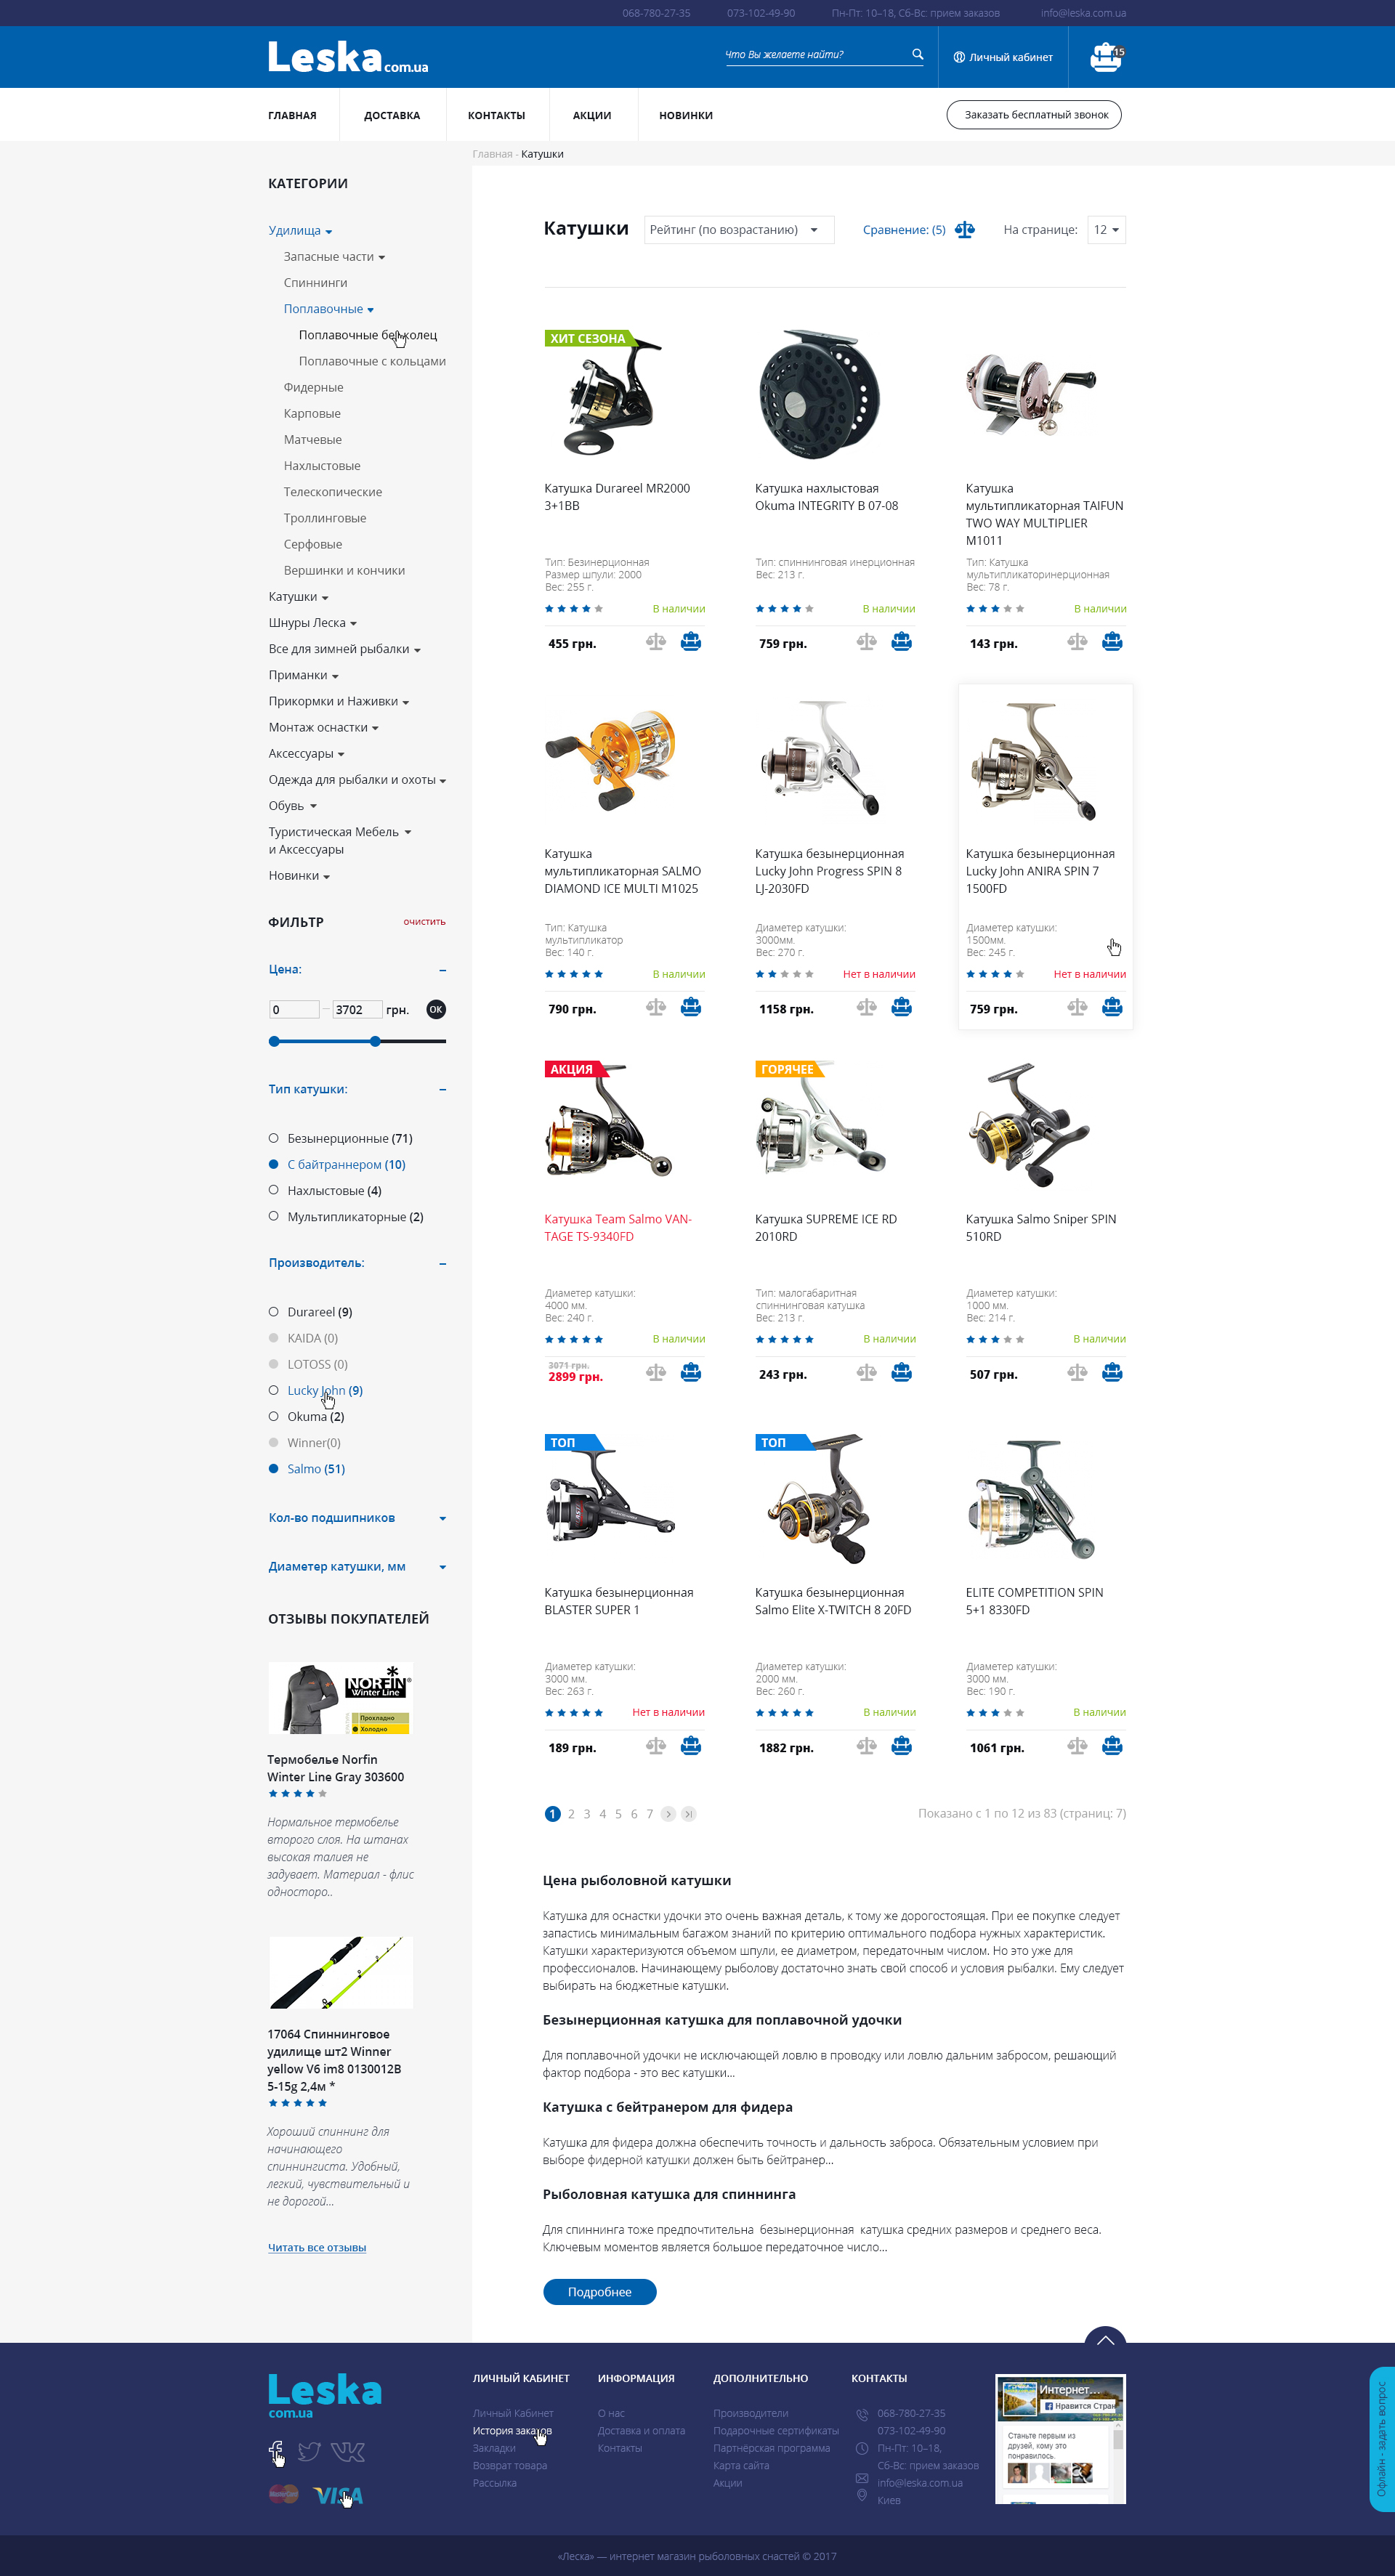 068-780-27-35 073-102-49-90 Пн-Пт: 10–18, Сб-Вс: прием заказов info@leska.com.ua
Leska com.ua
Что Вы желаете найти?
Личный кабинет
15
ГЛАВНАЯ ДОСТАВКА КОНТАКТЫ АКЦИИ НОВИНКИ
Заказать бесплатный звонок
Главная - Катушки
КАТЕГОРИИ
Удилища
Запасные части
Спиннинги
Поплавочные
Поплавочные без колец
Поплавочные с кольцами
Фидерные
Карповые
Матчевые
Нахлыстовые
Телескопические
Троллинговые
Серфовые
Вершинки и кончики
Катушки
Шнуры Леска
Все для зимней рыбалки
Приманки
Прикормки и Наживки
Монтаж оснастки
Аксессуары
Одежда для рыбалки и охоты
Обувь
Туристическая Мебель
и Аксессуары
Новинки
ФИЛЬТР
очистить
Цена:
0 — 3702 грн. OK
Тип катушки:
Безынерционные (71)
С байтраннером (10)
Нахлыстовые (4)
Мультипликаторные (2)
Производитель:
Durareel (9)
KAIDA (0)
LOTOSS (0)
Lucky John (9)
Okuma (2)
Winner(0)
Salmo (51)
Кол-во подшипников
Диаметр катушки, мм
ОТЗЫВЫ ПОКУПАТЕЛЕЙ
NORFIN®
Winter Line
Прохладно
Холодно
Термобелье Norfin
Winter Line Gray 303600
Нормальное термобелье
второго слоя. На штанах
высокая талиея не
задувает. Материал - флис
односторо..
17064 Спиннинговое
удилище шт2 Winner
yellow V6 im8 0130012B
5-15g 2,4м *
Хороший спиннинг для
начинающего
спиннингиста. Удобный,
легкий, чувствительный и
не дорогой...
Читать все отзывы
Катушки
Рейтинг (по возрастанию)
Сравнение: (5)
На странице: 12
ХИТ СЕЗОНА
Катушка Durareel MR2000
3+1BB
Тип: Безинерционная
Размер шпули: 2000
Вес: 255 г.
В наличии
455 грн.
Катушка нахлыстовая
Okuma INTEGRITY B 07-08
Тип: спиннинговая инерционная
Вес: 213 г.
В наличии
759 грн.
Катушка
мультипликаторная TAIFUN
TWO WAY MULTIPLIER
M1011
Тип: Катушка
мультипликаторинерционная
Вес: 78 г.
В наличии
143 грн.
Катушка
мультипликаторная SALMO
DIAMOND ICE MULTI M1025
Тип: Катушка
мультипликатор
Вес: 140 г.
В наличии
790 грн.
Катушка безынерционная
Lucky John Progress SPIN 8
LJ-2030FD
Диаметр катушки:
3000мм.
Вес: 270 г.
Нет в наличии
1158 грн.
Катушка безынерционная
Lucky John ANIRA SPIN 7
1500FD
Диаметр катушки:
1500мм.
Вес: 245 г.
Нет в наличии
759 грн.
АКЦИЯ
Катушка Team Salmo VAN-
TAGE TS-9340FD
Диаметр катушки:
4000 мм.
Вес: 240 г.
В наличии
3071 грн.
2899 грн.
ГОРЯЧЕЕ
Катушка SUPREME ICE RD
2010RD
Тип: малогабаритная
спиннинговая катушка
Вес: 213 г.
В наличии
243 грн.
Катушка Salmo Sniper SPIN
510RD
Диаметр катушки:
1000 мм.
Вес: 214 г.
В наличии
507 грн.
ТОП
Катушка безынерционная
BLASTER SUPER 1
Диаметр катушки:
3000 мм.
Вес: 263 г.
Нет в наличии
189 грн.
ТОП
Катушка безынерционная
Salmo Elite X-TWITCH 8 20FD
Диаметр катушки:
2000 мм.
Вес: 260 г.
В наличии
1882 грн.
ELITE COMPETITION SPIN
5+1 8330FD
Диаметр катушки:
3000 мм.
Вес: 190 г.
В наличии
1061 грн.
1 2 3 4 5 6 7 > >|
Показано с 1 по 12 из 83 (страниц: 7)
Цена рыболовной катушки
Катушка для оснастки удочки это очень важная деталь, к тому же дорогостоящая. При ее покупке следует
запастись минимальным багажом знаний по критерию оптимального подбора нужных характеристик.
Катушки характеризуются объемом шпули, ее диаметром, передаточным числом. Но это уже для
профессионалов. Начинающему рыболову достаточно знать свой способ и условия рыбалки. Ему следует
выбирать на бюджетные катушки.
Безынерционная катушка для поплавочной удочки
Для поплавочной удочки не исключающей ловлю в проводку или ловлю дальним забросом, решающий
фактор подбора - это вес катушки...
Катушка с бейтранером для фидера
Катушка для фидера должна обеспечить точность и дальность заброса. Обязательным условием при
выборе фидерной катушки должен быть бейтранер...
Рыболовная катушка для спиннинга
Для спиннинга тоже предпочтительна безынерционная катушка средних размеров и среднего веса.
Ключевым моментов является большое передаточное число...
Подробнее
Leska
com.ua
MasterCard VISA
ЛИЧНЫЙ КАБИНЕТ
Личный Кабинет
История заказов
Закладки
Возврат товара
Рассылка
ИНФОРМАЦИЯ
О нас
Доставка и оплата
Контакты
ДОПОЛНИТЕЛЬНО
Производители
Подарочные сертификаты
Партнёрская программа
Карта сайта
Акции
КОНТАКТЫ
068-780-27-35
073-102-49-90
Пн-Пт: 10–18,
Сб-Вс: прием заказов
info@leska.com.ua
Киев
Интернет...
Нравится Стран
Станьте первым из
друзей, кому это
понравилось.
Офлайн - задать вопрос
«Леска» — интернет магазин рыболовных снастей © 2017